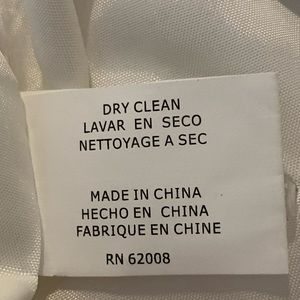 DRY CLEAN
LAVAR EN SECO
NETTOYAGE A SEC
MADE IN CHINA
HECHO EN CHINA
FABRIQUE EN CHINE
RN 62008